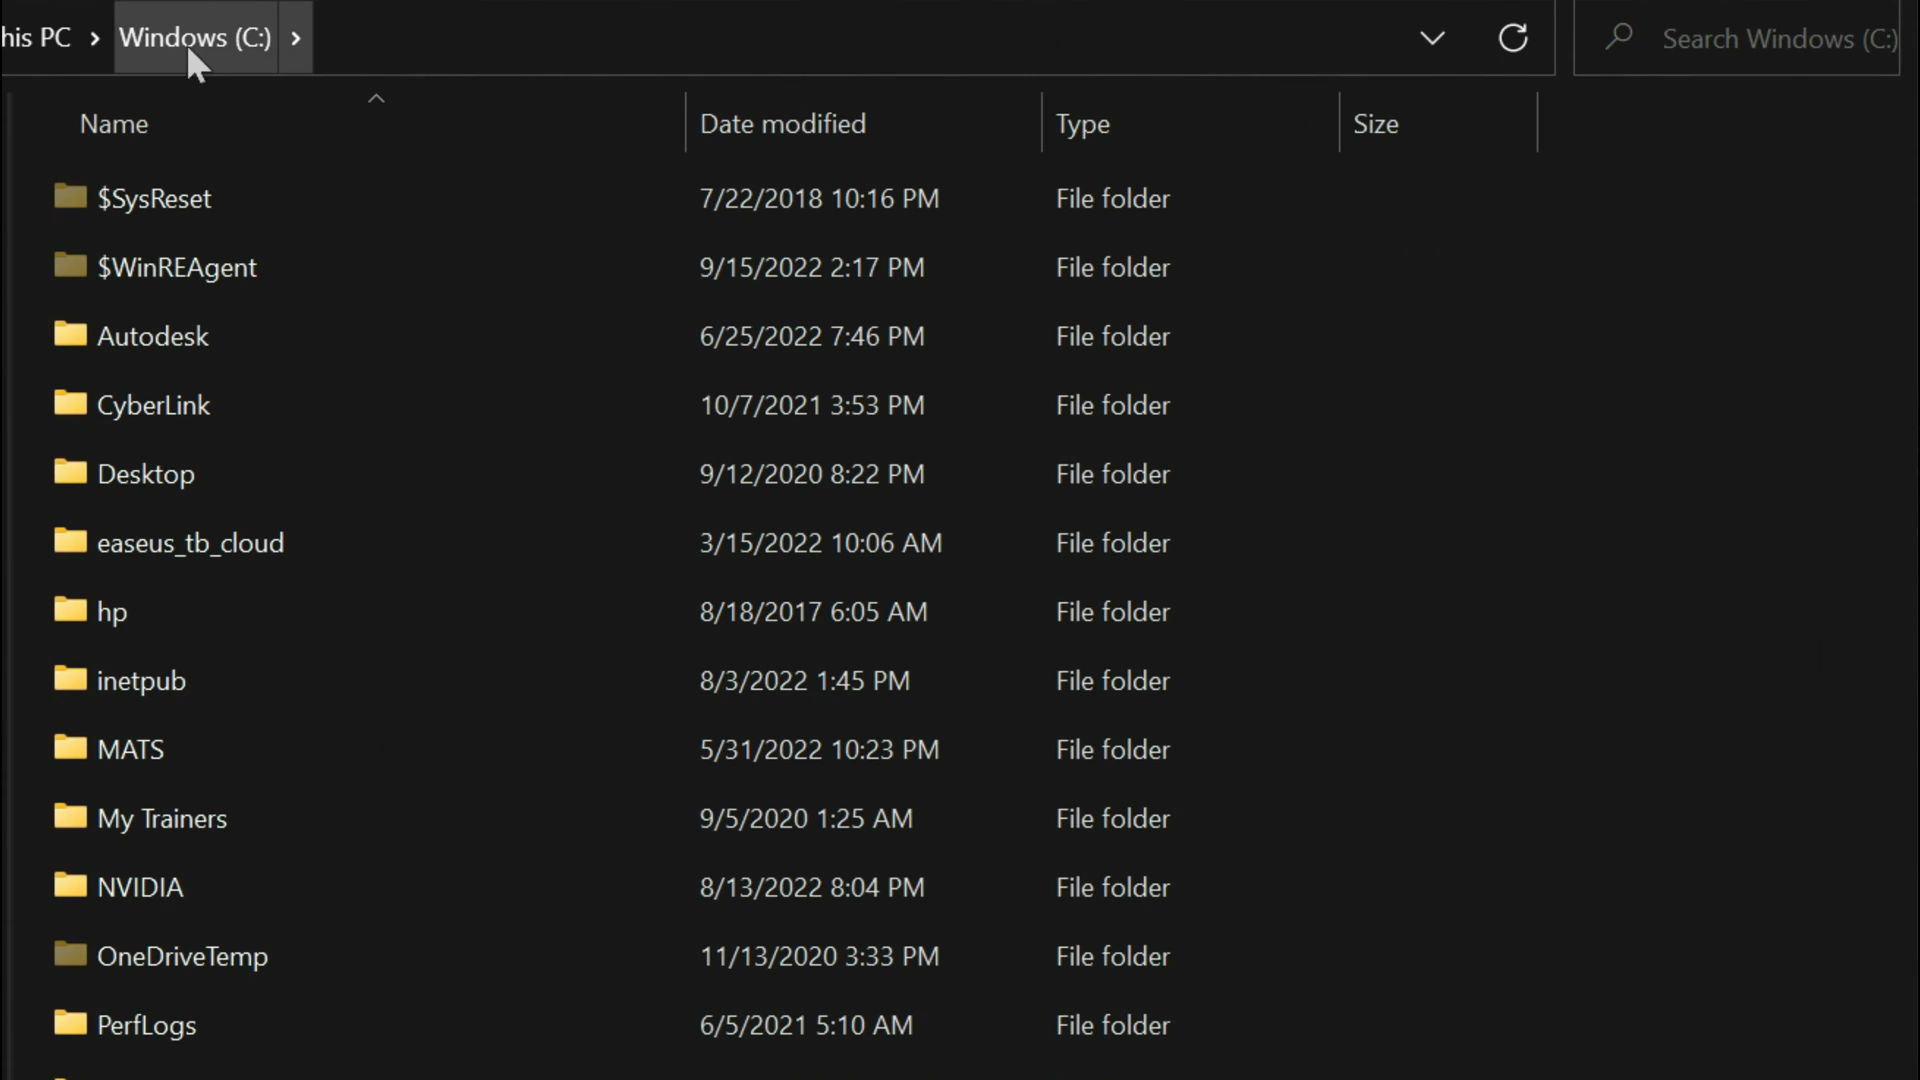 his PC > Windows (C:) > Search Windows (C:)
Name Date modified Type Size
$SysReset 7/22/2018 10:16 PM File folder
$WinREAgent 9/15/2022 2:17 PM File folder
Autodesk 6/25/2022 7:46 PM File folder
CyberLink 10/7/2021 3:53 PM File folder
Desktop 9/12/2020 8:22 PM File folder
easeus_tb_cloud 3/15/2022 10:06 AM File folder
hp 8/18/2017 6:05 AM File folder
inetpub 8/3/2022 1:45 PM File folder
MATS 5/31/2022 10:23 PM File folder
My Trainers 9/5/2020 1:25 AM File folder
NVIDIA 8/13/2022 8:04 PM File folder
OneDriveTemp 11/13/2020 3:33 PM File folder
PerfLogs 6/5/2021 5:10 AM File folder